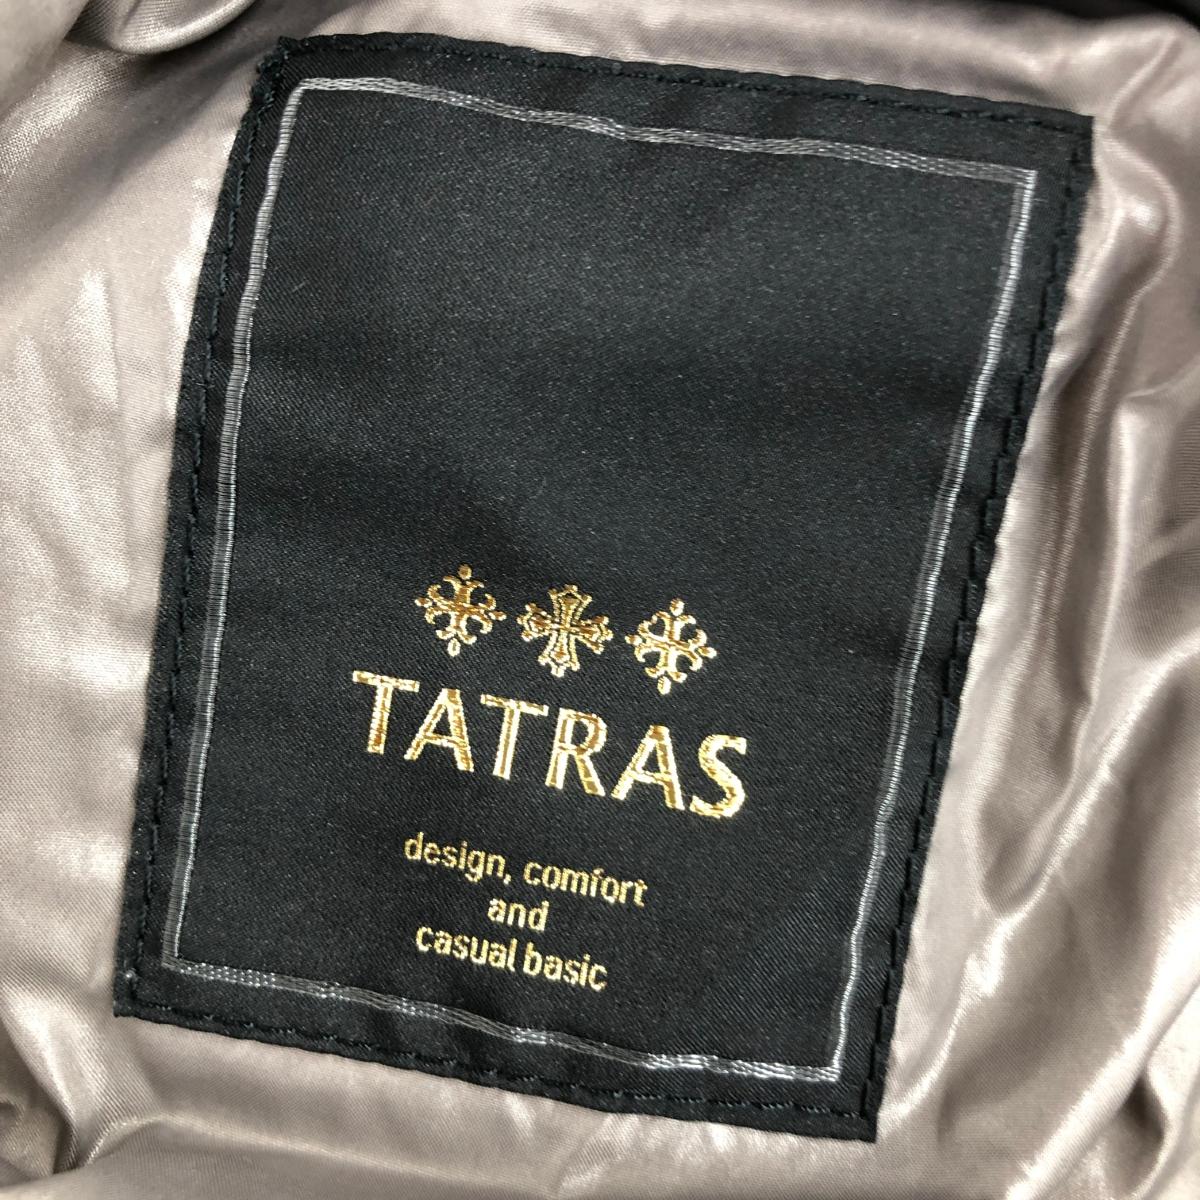 TATRAS
design, comfort
and
casual basic